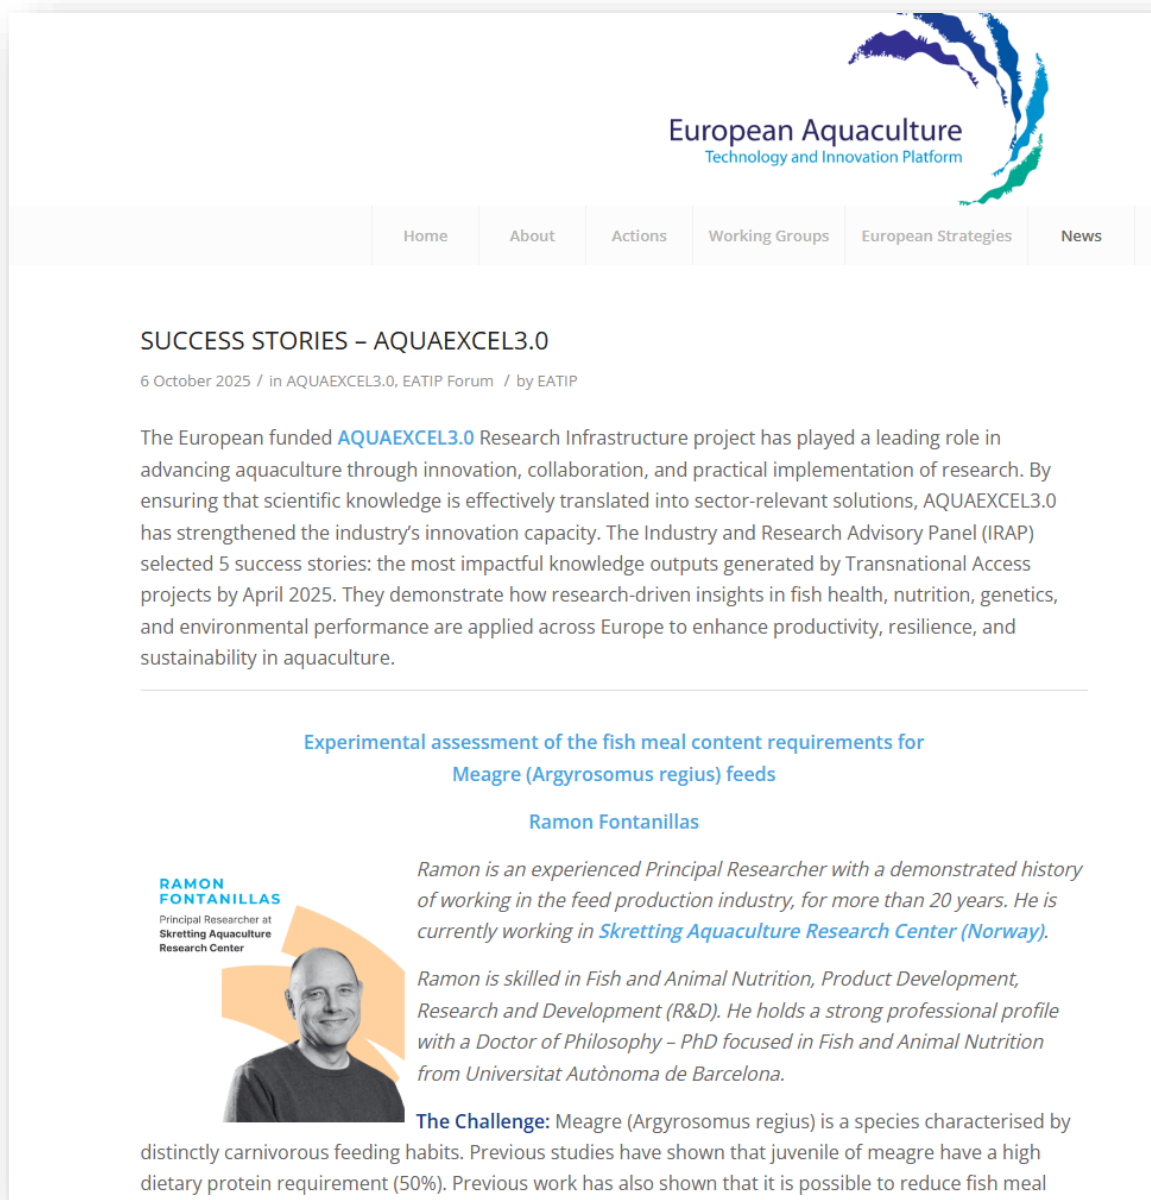 European Aquaculture
Technology and Innovation Platform
Home About Actions Working Groups European Strategies News
SUCCESS STORIES – AQUAEXCEL3.0
6 October 2025 / in AQUAEXCEL3.0, EATIP Forum / by EATIP
The European funded AQUAEXCEL3.0 Research Infrastructure project has played a leading role in
advancing aquaculture through innovation, collaboration, and practical implementation of research. By
ensuring that scientific knowledge is effectively translated into sector-relevant solutions, AQUAEXCEL3.0
has strengthened the industry’s innovation capacity. The Industry and Research Advisory Panel (IRAP)
selected 5 success stories: the most impactful knowledge outputs generated by Transnational Access
projects by April 2025. They demonstrate how research-driven insights in fish health, nutrition, genetics,
and environmental performance are applied across Europe to enhance productivity, resilience, and
sustainability in aquaculture.
Experimental assessment of the fish meal content requirements for
Meagre (Argyrosomus regius) feeds
Ramon Fontanillas
RAMON
FONTANILLAS
Principal Researcher at
Skretting Aquaculture
Research Center
Ramon is an experienced Principal Researcher with a demonstrated history
of working in the feed production industry, for more than 20 years. He is
currently working in Skretting Aquaculture Research Center (Norway).
Ramon is skilled in Fish and Animal Nutrition, Product Development,
Research and Development (R&D). He holds a strong professional profile
with a Doctor of Philosophy – PhD focused in Fish and Animal Nutrition
from Universitat Autònoma de Barcelona.
The Challenge: Meagre (Argyrosomus regius) is a species characterised by
distinctly carnivorous feeding habits. Previous studies have shown that juvenile of meagre have a high
dietary protein requirement (50%). Previous work has also shown that it is possible to reduce fish meal